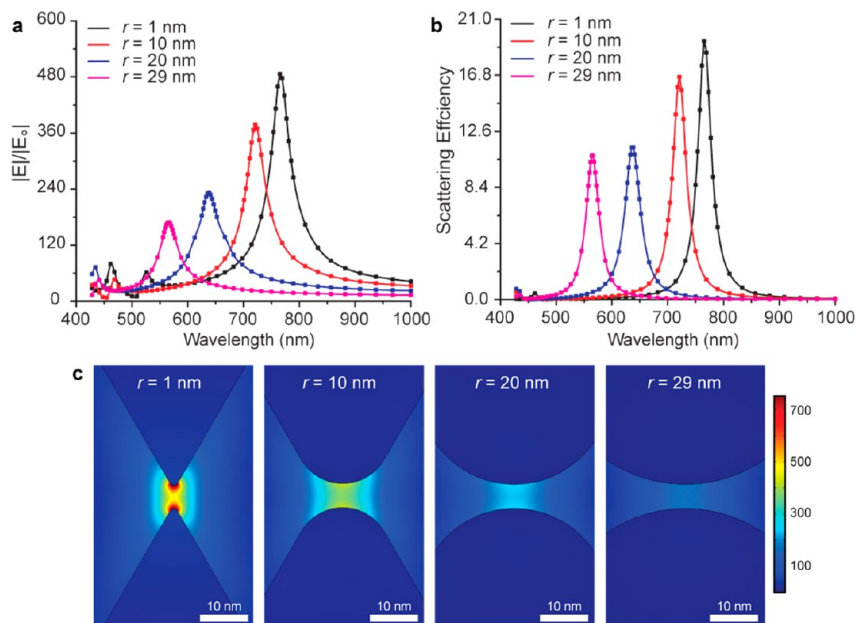 a
600
480
360
240
120
0
|E|/|E₀|
r = 1 nm
r = 10 nm
r = 20 nm
r = 29 nm
400 500 600 700 800 900 1000
Wavelength (nm)
b
21.0
16.8
12.6
8.4
4.2
0.0
Scattering Effciency
r = 1 nm
r = 10 nm
r = 20 nm
r = 29 nm
400 500 600 700 800 900 1000
Wavelength (nm)
c
r = 1 nm
10 nm
r = 10 nm
10 nm
r = 20 nm
10 nm
r = 29 nm
10 nm
700
500
300
100